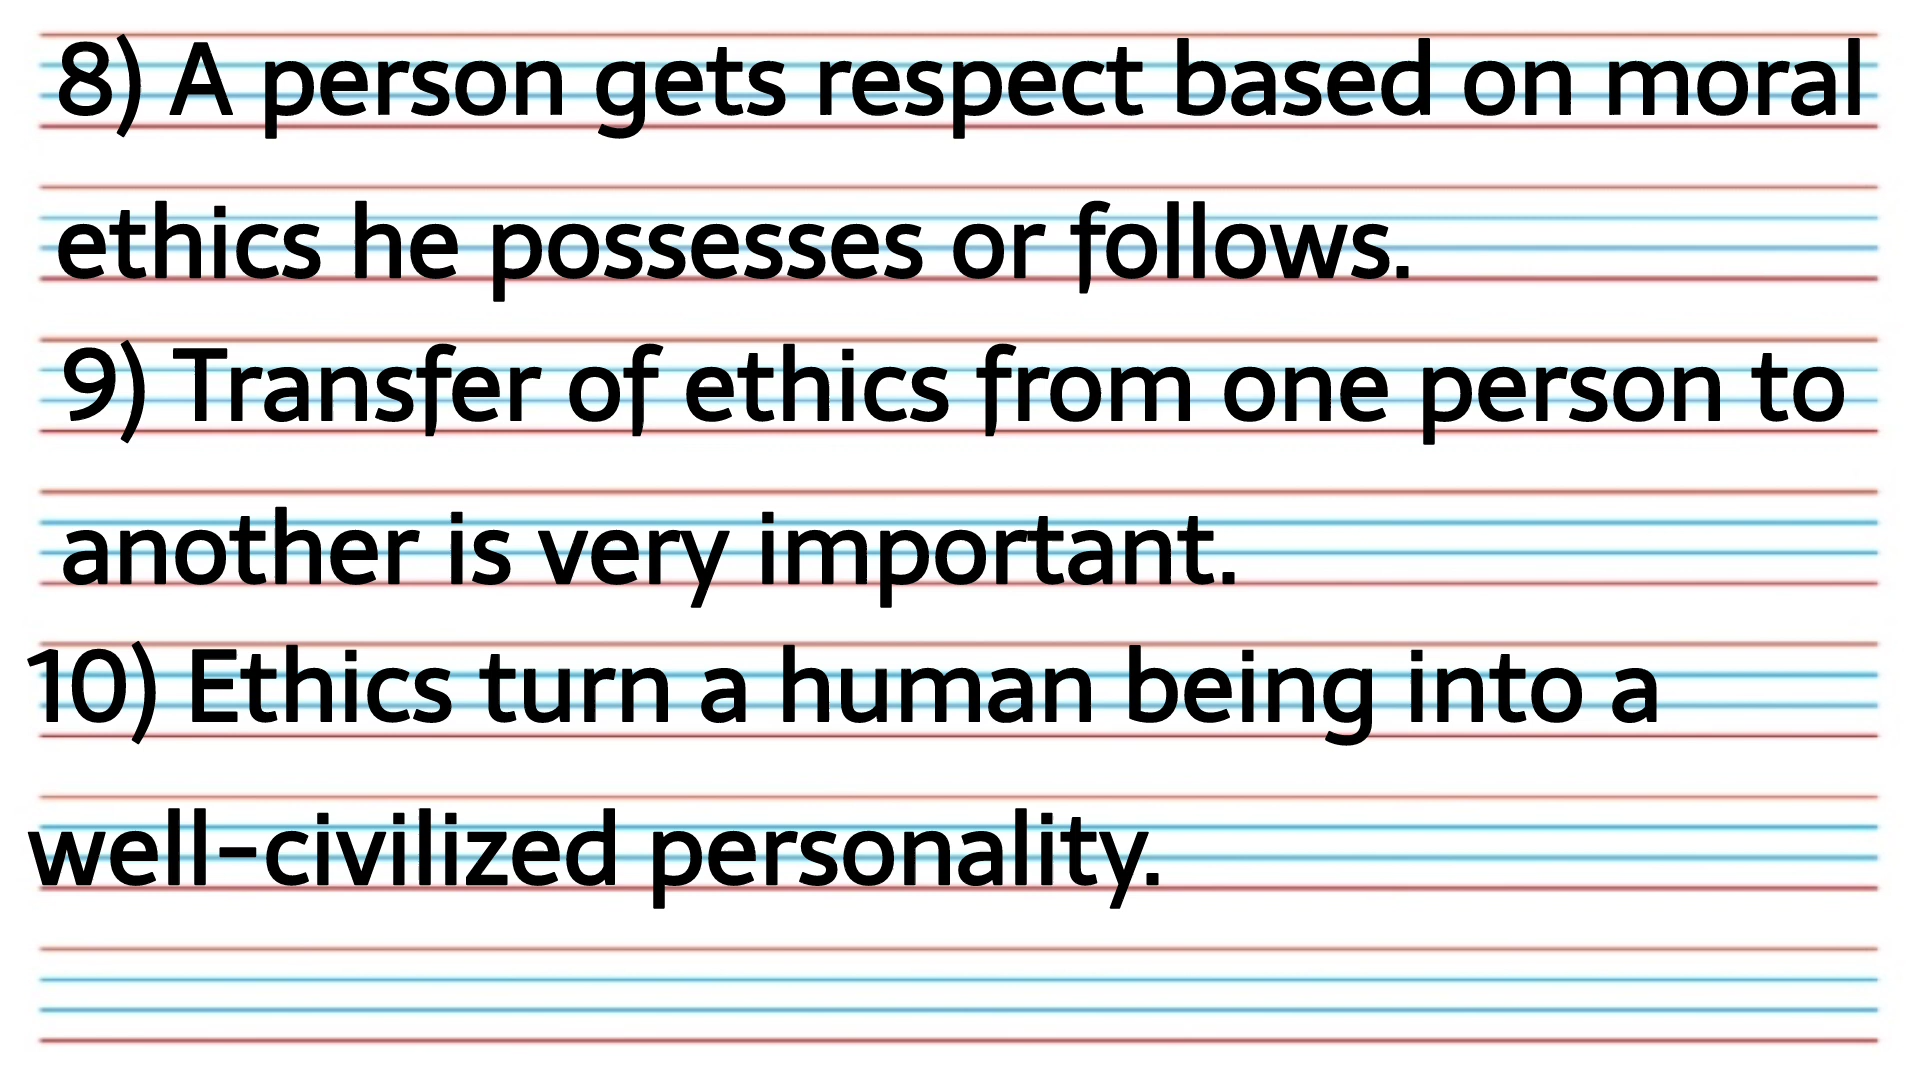 8) A person gets respect based on moral
ethics he possesses or follows.
9) Transfer of ethics from one person to
another is very important.
10) Ethics turn a human being into a
well-civilized personality.